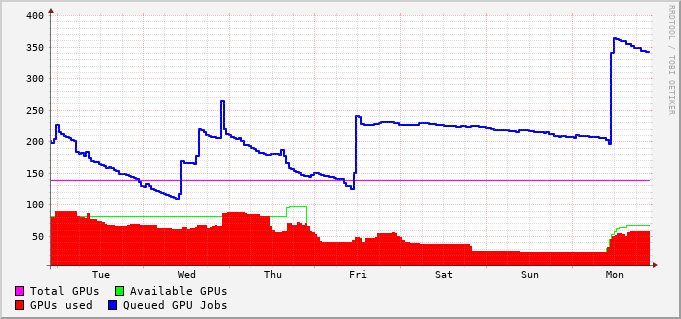 400
350
300
250
200
150
100
50
Tue Wed Thu Fri Sat Sun Mon
Total GPUs Available GPUs
GPUs used Queued GPU Jobs
RRDTOOL / TOBI OETIKER